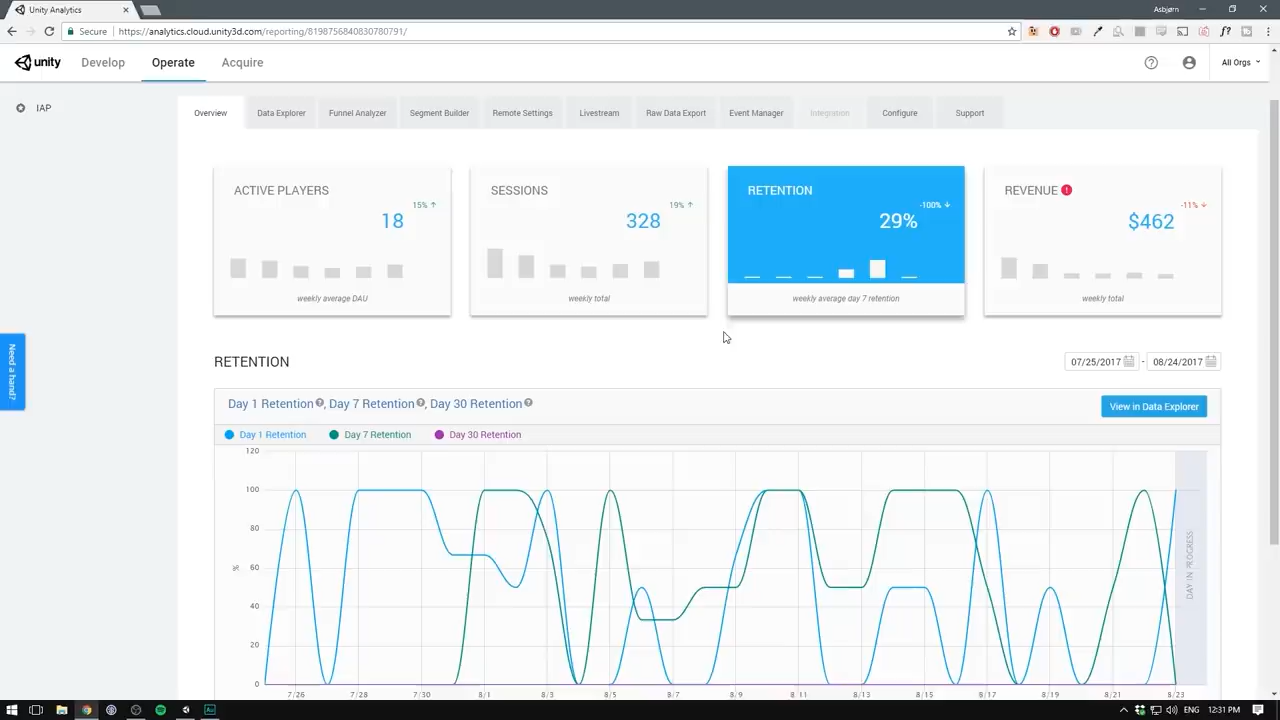 Unity Analytics
Asbjørn
Secure
https://analytics.cloud.unity3d.com/reporting/8198756840830780791/
unity
Develop
Operate
Acquire
All Orgs
IAP
Overview
Data Explorer
Funnel Analyzer
Segment Builder
Remote Settings
Livestream
Raw Data Export
Event Manager
Integration
Configure
Support
ACTIVE PLAYERS
15% ↑
18
weekly average DAU
SESSIONS
19% ↑
328
weekly total
RETENTION
-100% ↓
29%
weekly average day 7 retention
REVENUE
-11% ↓
$462
weekly total
Need a hand?
RETENTION
07/25/2017 - 08/24/2017
Day 1 Retention, Day 7 Retention, Day 30 Retention
View in Data Explorer
Day 1 Retention
Day 7 Retention
Day 30 Retention
120
100
80
60
40
20
0
%
DAY IN PROGRESS
7/26 7/28 7/30 8/1 8/3 8/5 8/7 8/9 8/11 8/13 8/15 8/17 8/19 8/21 8/23
ENG 12:31 PM